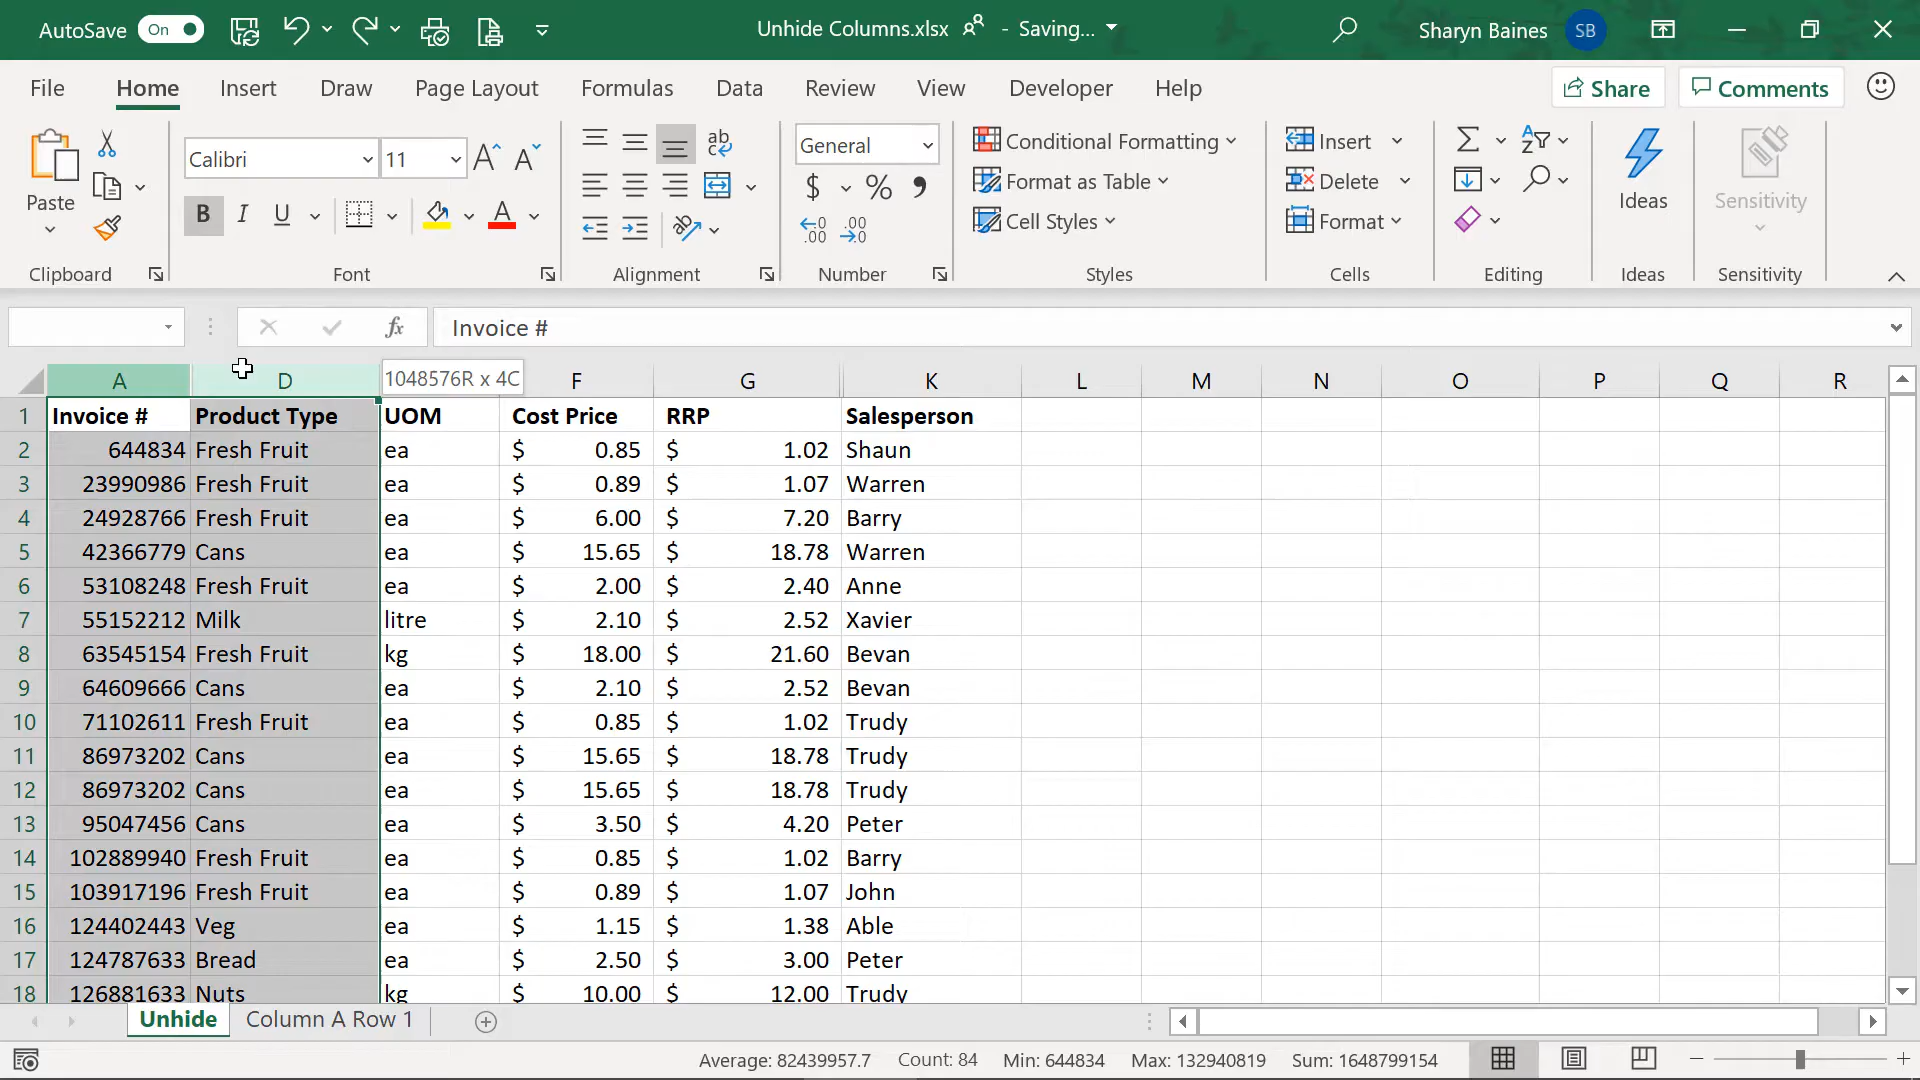 AutoSave On Unhide Columns.xlsx - Saving... Sharyn Baines SB
File Home Insert Draw Page Layout Formulas Data Review View Developer Help Share Comments
Paste
Clipboard
Calibri 11 A A
B I U A
Font
ab
Alignment
General
$ % 9
.00 .00
Number
Conditional Formatting
Format as Table
Cell Styles
Styles
Insert
Delete
Format
Cells
Editing
Ideas
Ideas
Sensitivity
Sensitivity
fx Invoice #
A D 1048576R x 4C F G K L M N O P Q R
1 Invoice # Product Type UOM Cost Price RRP Salesperson
2 644834 Fresh Fruit ea $ 0.85 $ 1.02 Shaun
3 23990986 Fresh Fruit ea $ 0.89 $ 1.07 Warren
4 24928766 Fresh Fruit ea $ 6.00 $ 7.20 Barry
5 42366779 Cans ea $ 15.65 $ 18.78 Warren
6 53108248 Fresh Fruit ea $ 2.00 $ 2.40 Anne
7 55152212 Milk litre $ 2.10 $ 2.52 Xavier
8 63545154 Fresh Fruit kg $ 18.00 $ 21.60 Bevan
9 64609666 Cans ea $ 2.10 $ 2.52 Bevan
10 71102611 Fresh Fruit ea $ 0.85 $ 1.02 Trudy
11 86973202 Cans ea $ 15.65 $ 18.78 Trudy
12 86973202 Cans ea $ 15.65 $ 18.78 Trudy
13 95047456 Cans ea $ 3.50 $ 4.20 Peter
14 102889940 Fresh Fruit ea $ 0.85 $ 1.02 Barry
15 103917196 Fresh Fruit ea $ 0.89 $ 1.07 John
16 124402443 Veg ea $ 1.15 $ 1.38 Able
17 124787633 Bread ea $ 2.50 $ 3.00 Peter
18 126881633 Nuts kg $ 10.00 $ 12.00 Trudy
Unhide Column A Row 1
Average: 82439957.7 Count: 84 Min: 644834 Max: 132940819 Sum: 1648799154